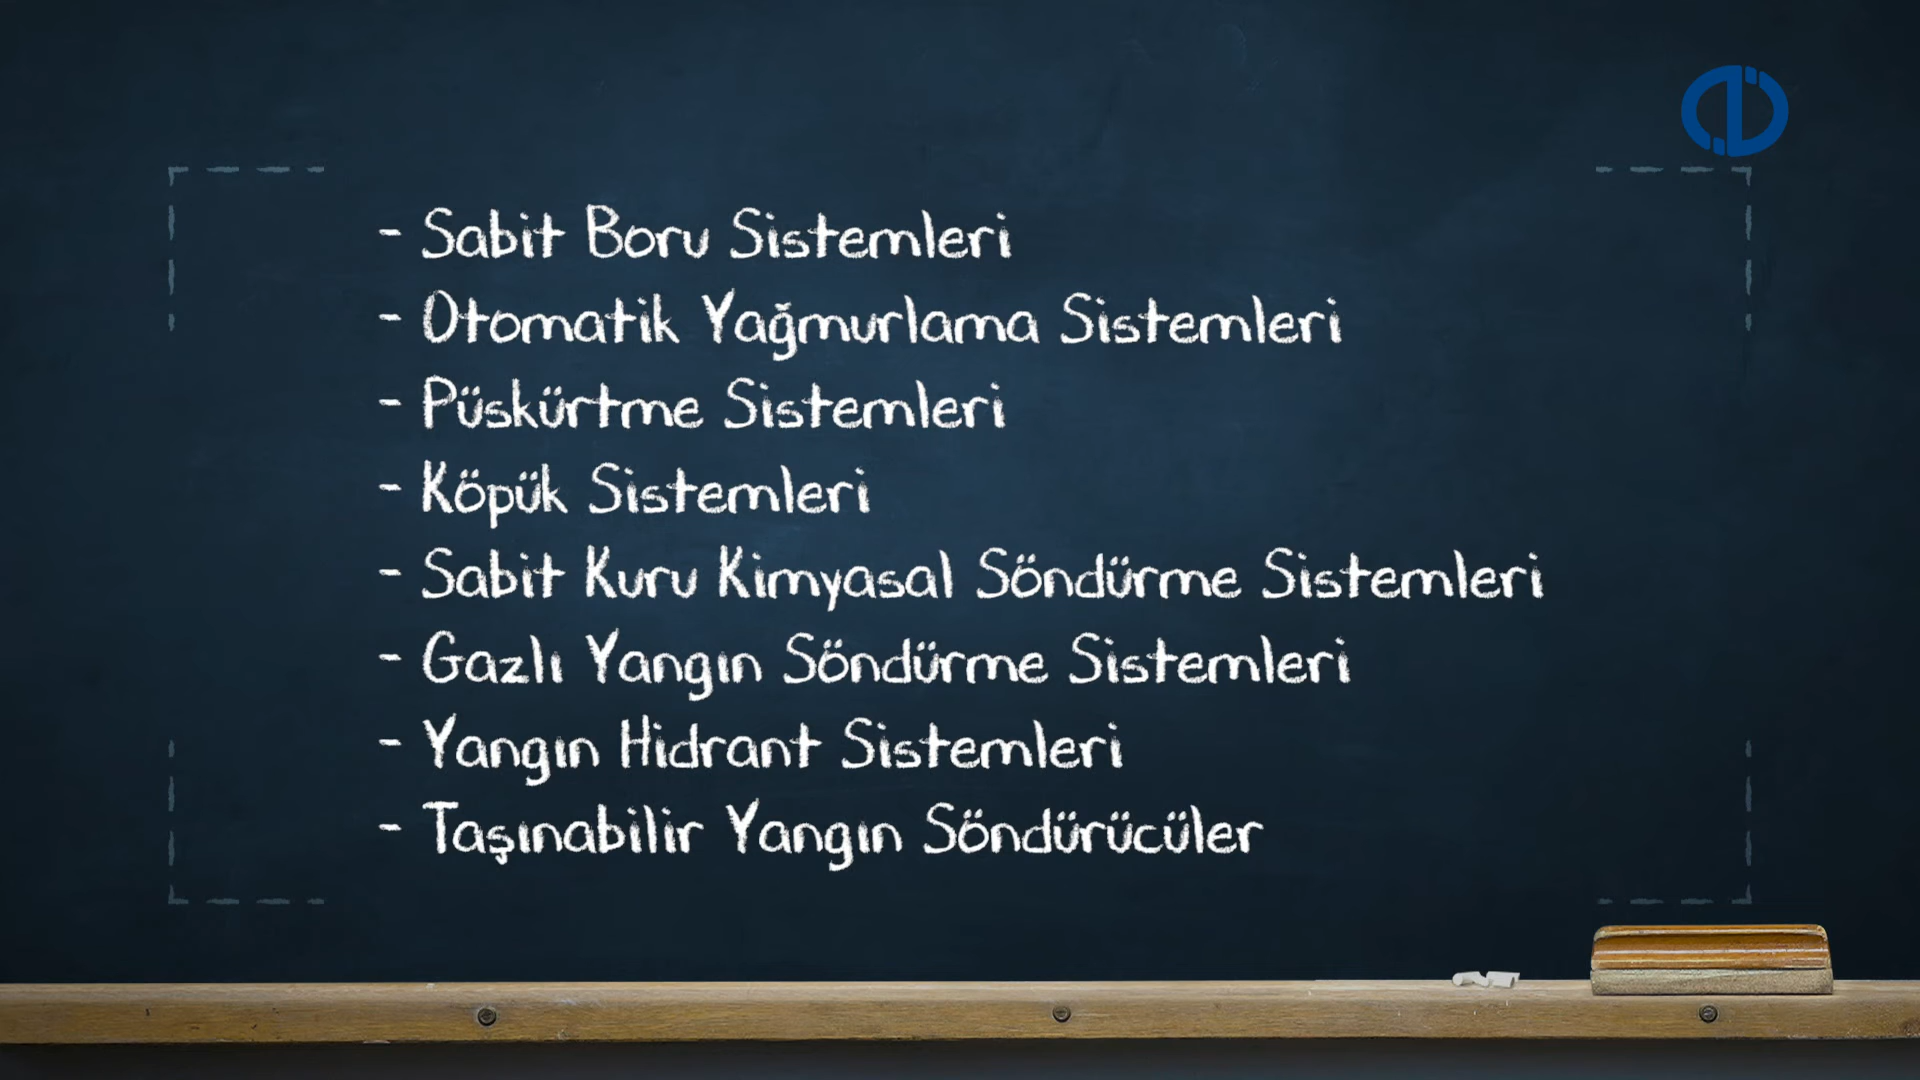 - Sabit Boru Sistemleri
- Otomatik Yağmurlama Sistemleri
- Püskürtme Sistemleri
- Köpük Sistemleri
- Sabit Kuru Kimyasal Söndürme Sistemleri
- Gazlı Yangın Söndürme Sistemleri
- Yangın Hidrant Sistemleri
- Taşınabilir Yangın Söndürücüler